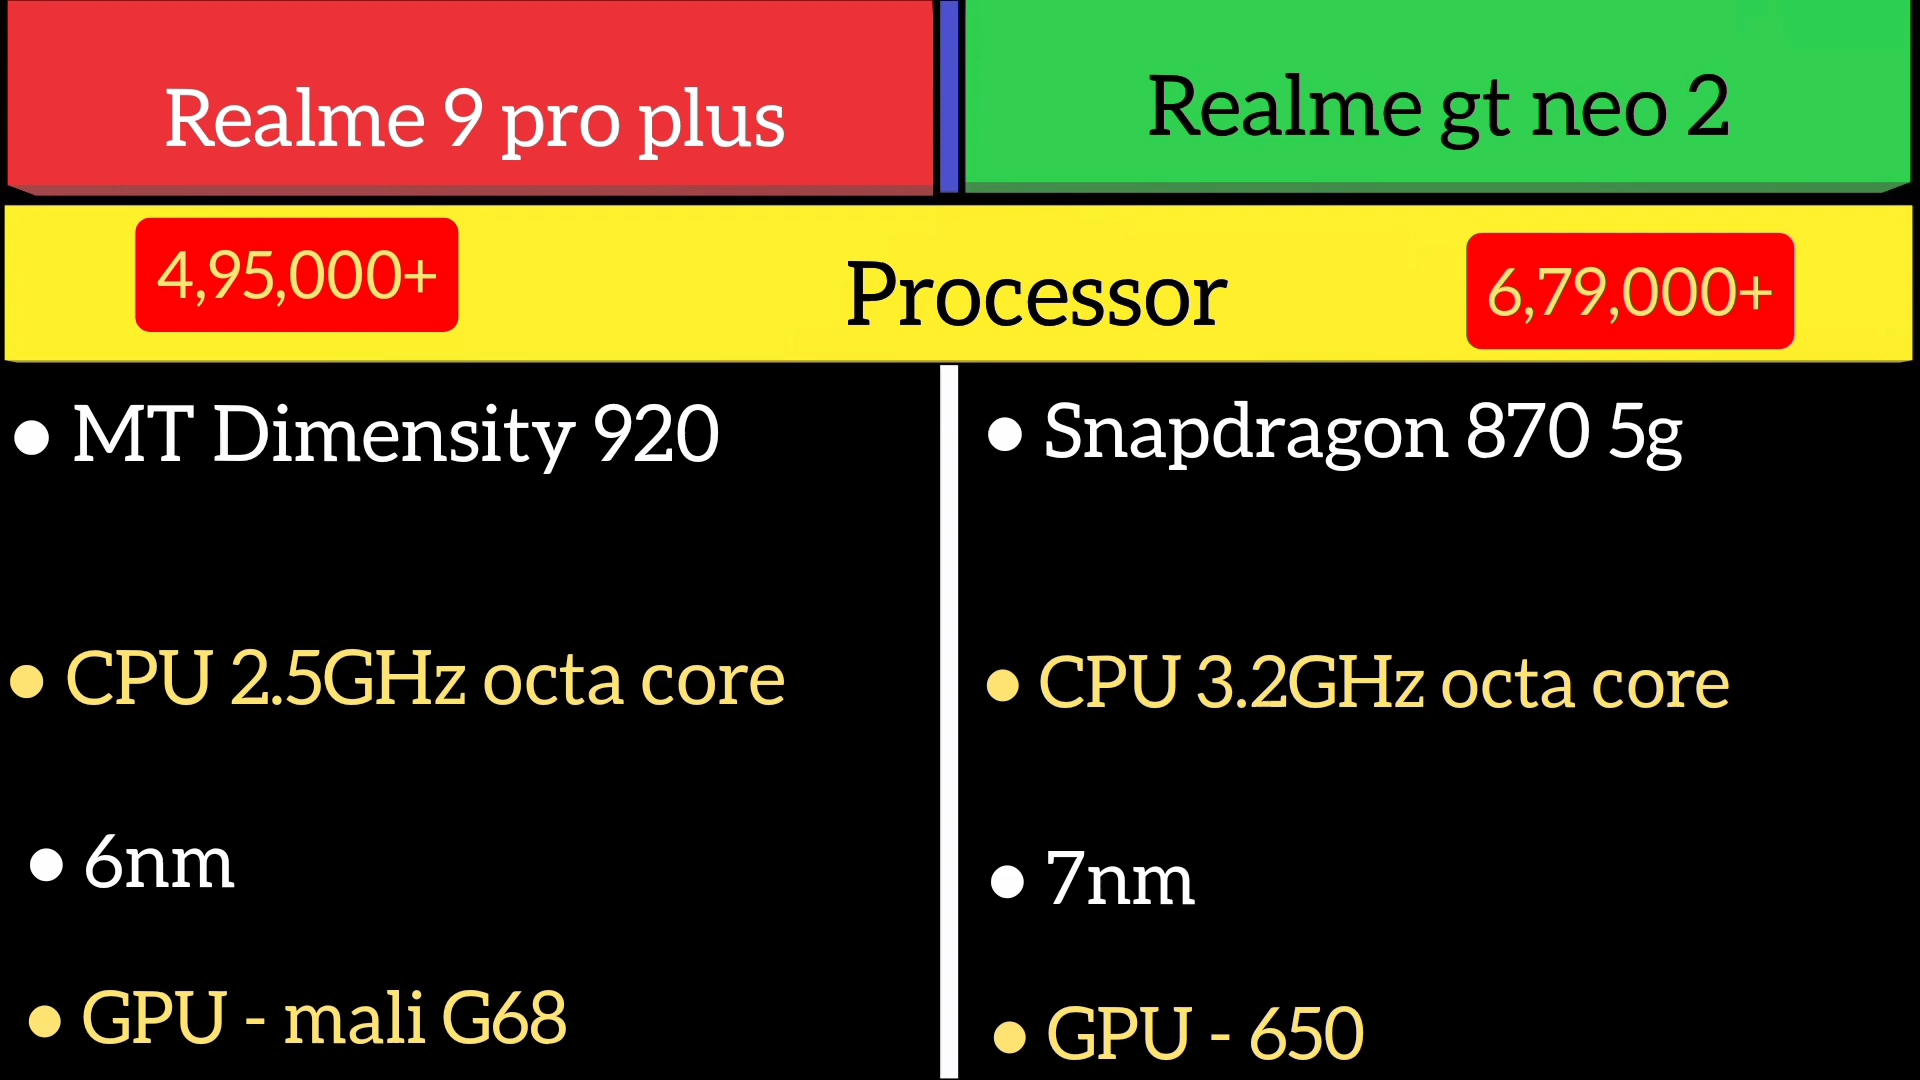 Realme 9 pro plus
Realme gt neo 2
4,95,000+
Processor
6,79,000+
● MT Dimensity 920
● Snapdragon 870 5g
● CPU 2.5GHz octa core
● CPU 3.2GHz octa core
● 6nm
● 7nm
● GPU - mali G68
● GPU - 650